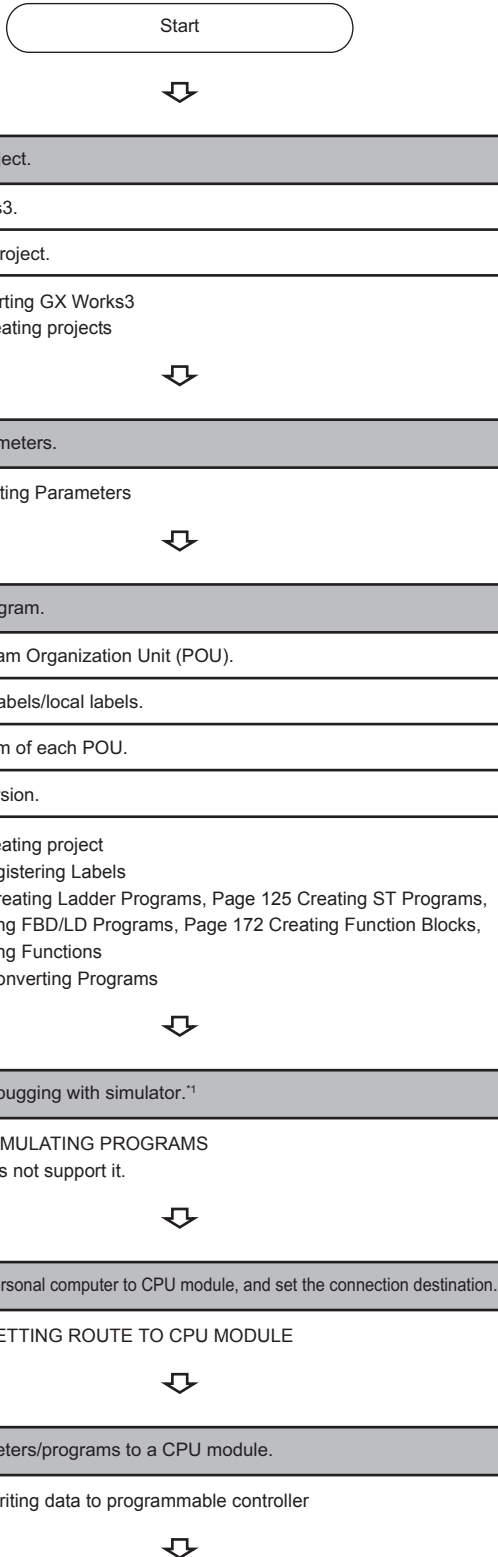 Start
ject.
s3.
roject.
rting GX Works3
eating projects
meters.
ting Parameters
gram.
am Organization Unit (POU).
abels/local labels.
m of each POU.
rsion.
eating project
gistering Labels
reating Ladder Programs, Page 125 Creating ST Programs,
ng FBD/LD Programs, Page 172 Creating Function Blocks,
ng Functions
onverting Programs
bugging with simulator.*1
MULATING PROGRAMS
s not support it.
ersonal computer to CPU module, and set the connection destination.
ETTING ROUTE TO CPU MODULE
eters/programs to a CPU module.
riting data to programmable controller